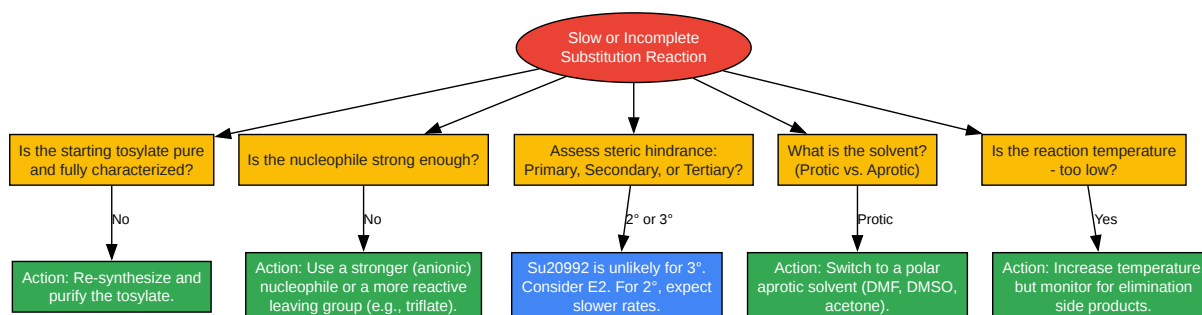 Slow or Incomplete
Substitution Reaction
Is the starting tosylate pure
and fully characterized?
Is the nucleophile strong enough?
Assess steric hindrance:
Primary, Secondary, or Tertiary?
What is the solvent?
(Protic vs. Aprotic)
Is the reaction temperature
- too low?
No
No
2° or 3°
Protic
Yes
Action: Re-synthesize and
purify the tosylate.
Action: Use a stronger (anionic)
nucleophile or a more reactive
leaving group (e.g., triflate).
Su20992 is unlikely for 3°.
Consider E2. For 2°, expect
slower rates.
Action: Switch to a polar
aprotic solvent (DMF, DMSO,
acetone).
Action: Increase temperature
but monitor for elimination
side products.